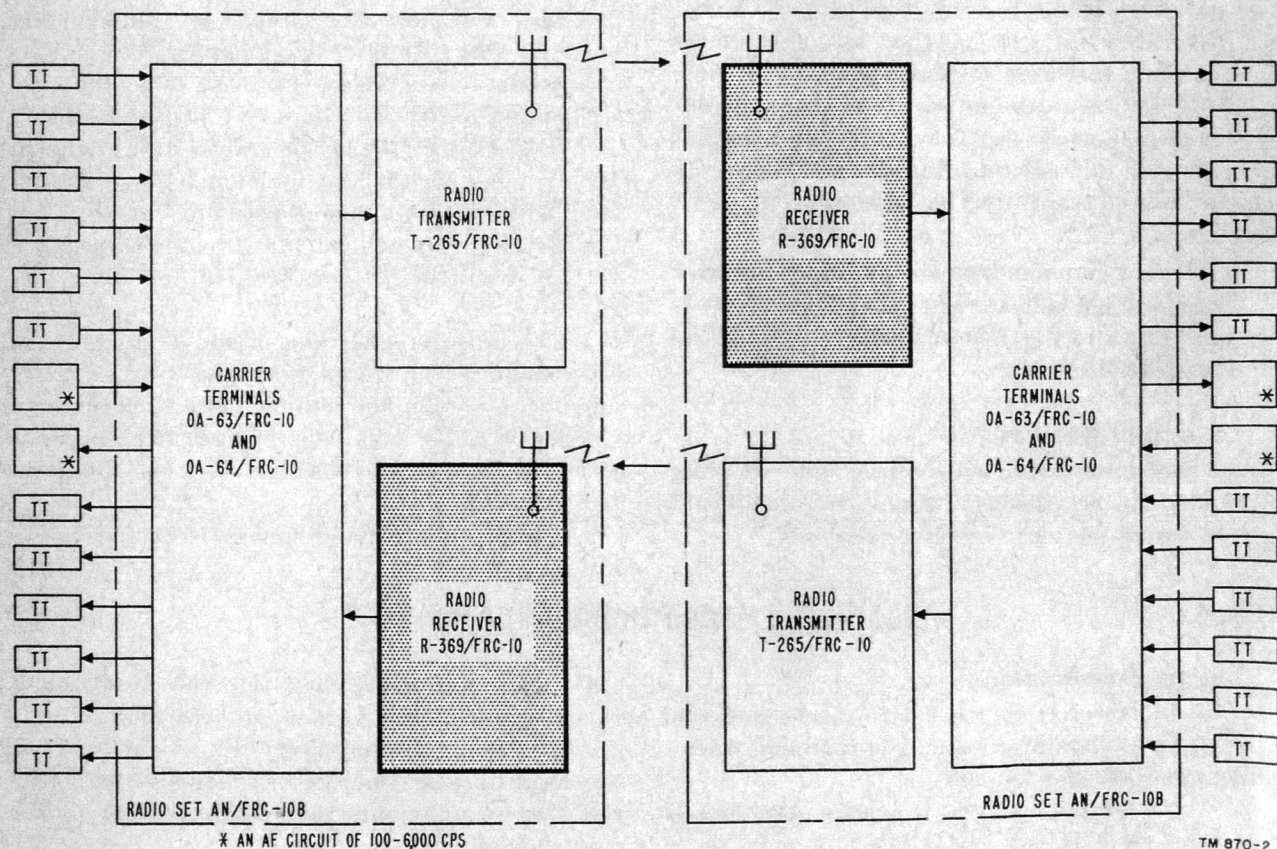 TT
TT
TT
TT
TT
TT
*
*
TT
TT
TT
TT
TT
TT
CARRIER
TERMINALS
OA-63/FRC-10
AND
OA-64/FRC-10
RADIO
TRANSMITTER
T-265/FRC-10
RADIO
RECEIVER
R-369/FRC-10
RADIO SET AN/FRC-10B
RADIO
RECEIVER
R-369/FRC-10
RADIO
TRANSMITTER
T-265/FRC-10
CARRIER
TERMINALS
OA-63/FRC-10
AND
OA-64/FRC-10
TT
TT
TT
TT
TT
TT
*
*
TT
TT
TT
TT
TT
TT
RADIO SET AN/FRC-10B
* AN AF CIRCUIT OF 100-6,000 CPS
TM 870-2